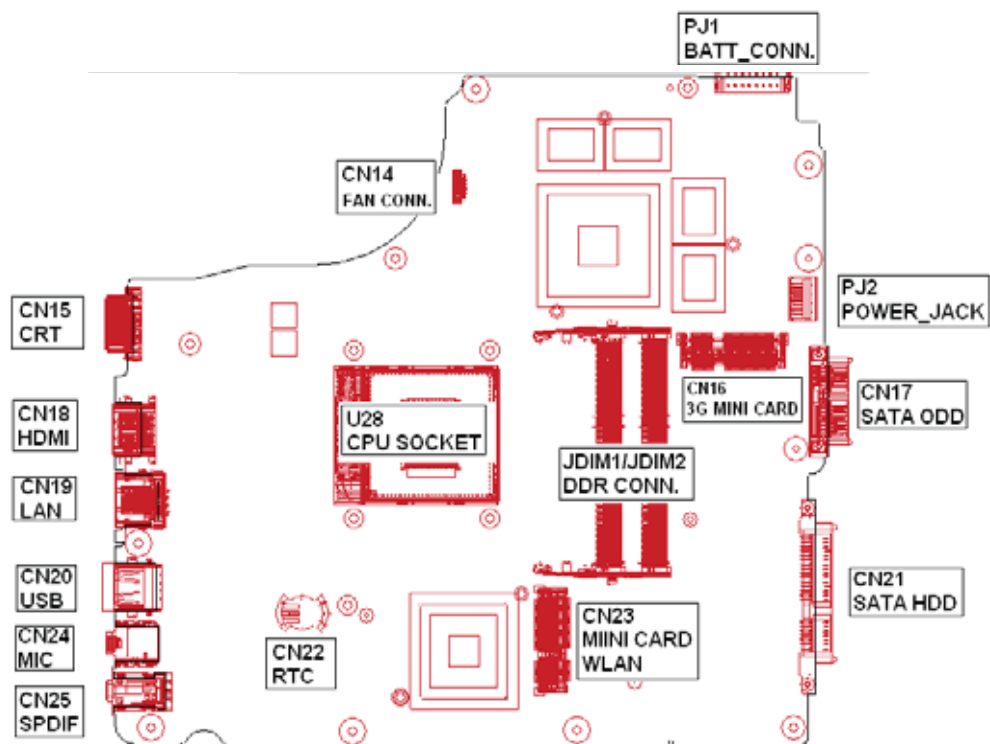 PJ1
BATT_CONN.
CN14
FAN CONN.
CN15
CRT
PJ2
POWER_JACK
CN16
3G MINI CARD
CN17
SATA ODD
CN18
HDMI
U28
CPU SOCKET
JDIM1/JDIM2
DDR CONN.
CN19
LAN
CN20
USB
CN21
SATA HDD
CN23
MIINI CARD
WLAN
CN24
MIC
CN22
RTC
CN25
SPDIF